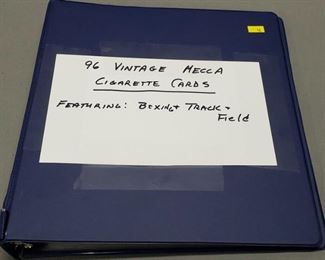 96 VINTAGE MECCA
CIGARETTE CARDS
FEATURING: BOXING + TRACK +
Field